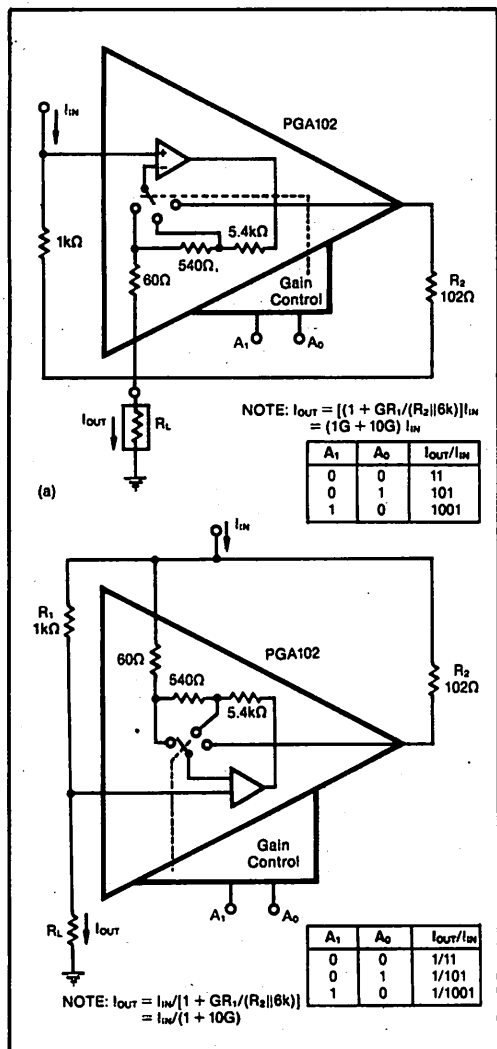 I_IN
PGA102
+
−
1kΩ
5.4kΩ
540Ω
60Ω
Gain
Control
R₂
102Ω
A₁ A₀
I_OUT R_L
NOTE: I_OUT = [(1 + GR₁/(R₂||6k)]I_IN
= (1G + 10G) I_IN
A₁ A₀ I_OUT/I_IN
0 0 11
0 1 101
1 0 1001
(a)
I_IN
R₁
1kΩ
PGA102
60Ω
540Ω
5.4kΩ
R₂
102Ω
Gain
Control
A₁ A₀
R_L I_OUT
A₁ A₀ I_OUT/I_IN
0 0 1/11
0 1 1/101
1 0 1/1001
NOTE: I_OUT = I_IN/[1 + GR₁/(R₂||6k)]
= I_IN/(1 + 10G)